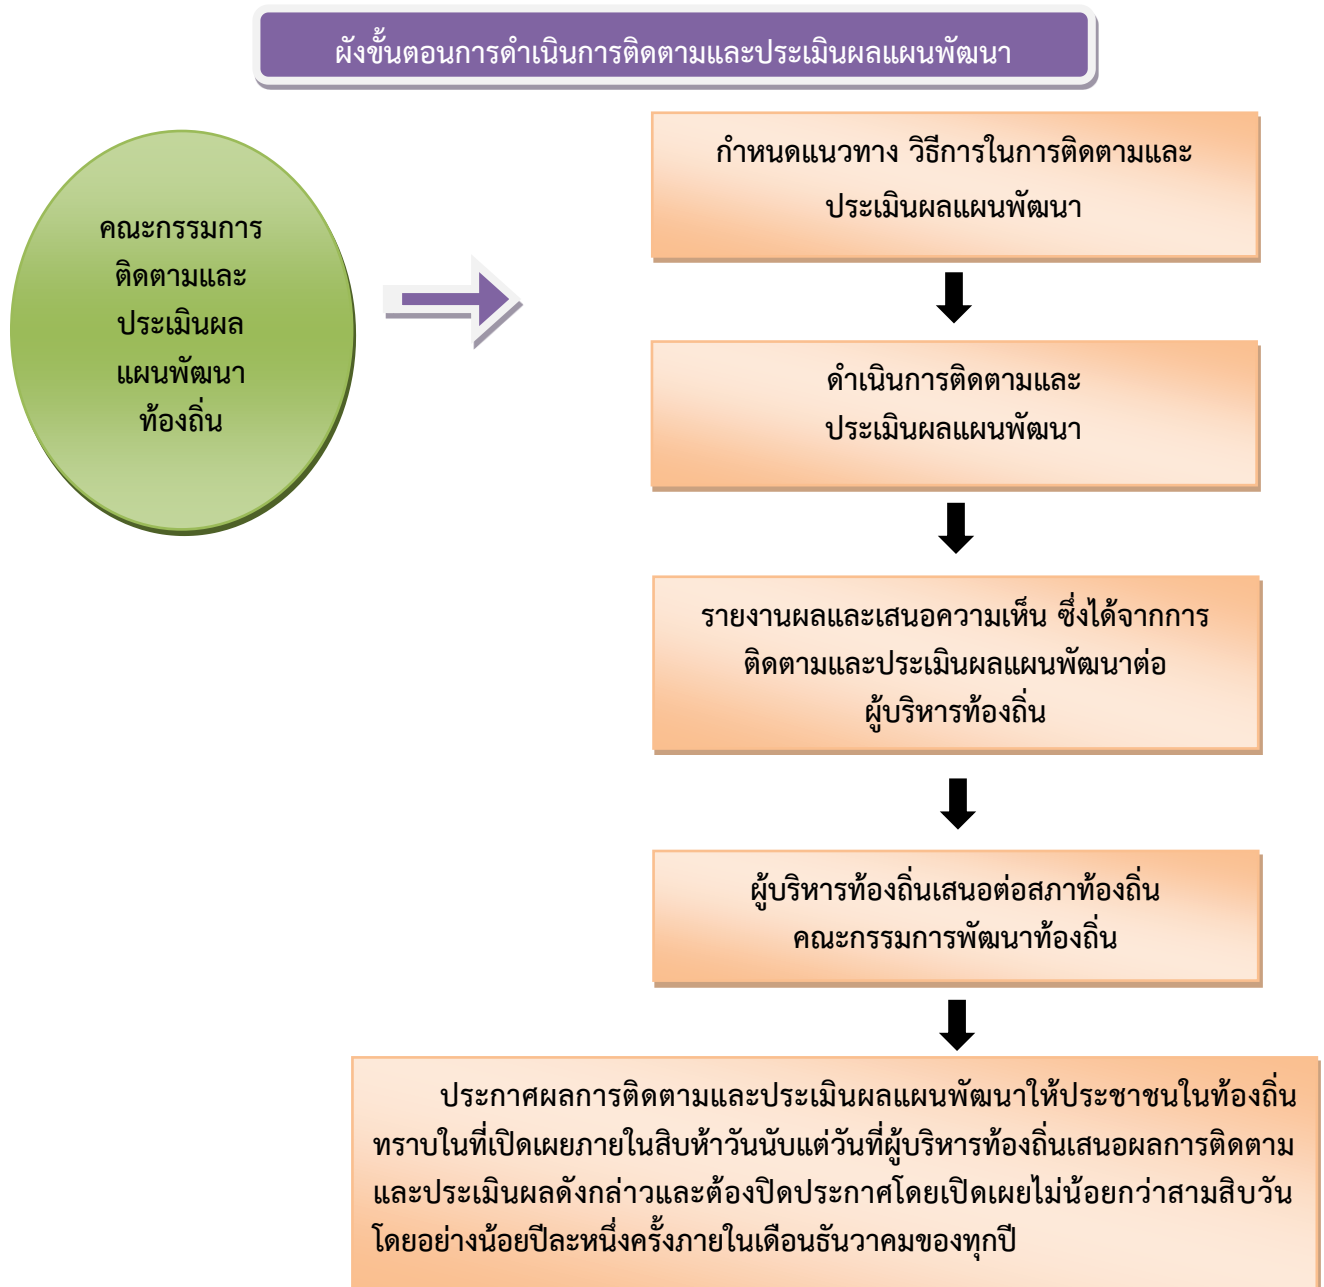 ผังขั้นตอนการดำเนินการติดตามและประเมินผลแผนพัฒนา
คณะกรรมการ
ติดตามและ
ประเมินผล
แผนพัฒนา
ท้องถิ่น
กำหนดแนวทาง วิธีการในการติดตามและ
ประเมินผลแผนพัฒนา
ดำเนินการติดตามและ
ประเมินผลแผนพัฒนา
รายงานผลและเสนอความเห็น ซึ่งได้จากการ
ติดตามและประเมินผลแผนพัฒนาต่อ
ผู้บริหารท้องถิ่น
ผู้บริหารท้องถิ่นเสนอต่อสภาท้องถิ่น
คณะกรรมการพัฒนาท้องถิ่น
ประกาศผลการติดตามและประเมินผลแผนพัฒนาให้ประชาชนในท้องถิ่น
ทราบในที่เปิดเผยภายในสิบห้าวันนับแต่วันที่ผู้บริหารท้องถิ่นเสนอผลการติดตาม
และประเมินผลดังกล่าวและต้องปิดประกาศโดยเปิดเผยไม่น้อยกว่าสามสิบวัน
โดยอย่างน้อยปีละหนึ่งครั้งภายในเดือนธันวาคมของทุกปี